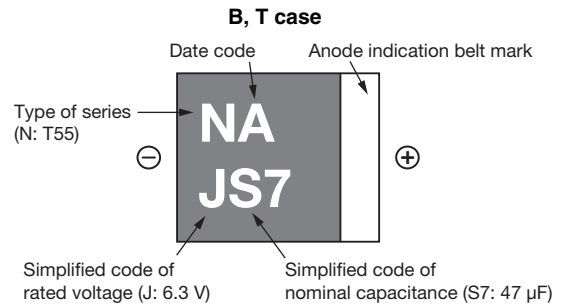 B, T case
Date code
Anode indication belt mark
Type of series
(N: T55)
NA
JS7
−
+
Simplified code of
rated voltage (J: 6.3 V)
Simplified code of
nominal capacitance (S7: 47 µF)